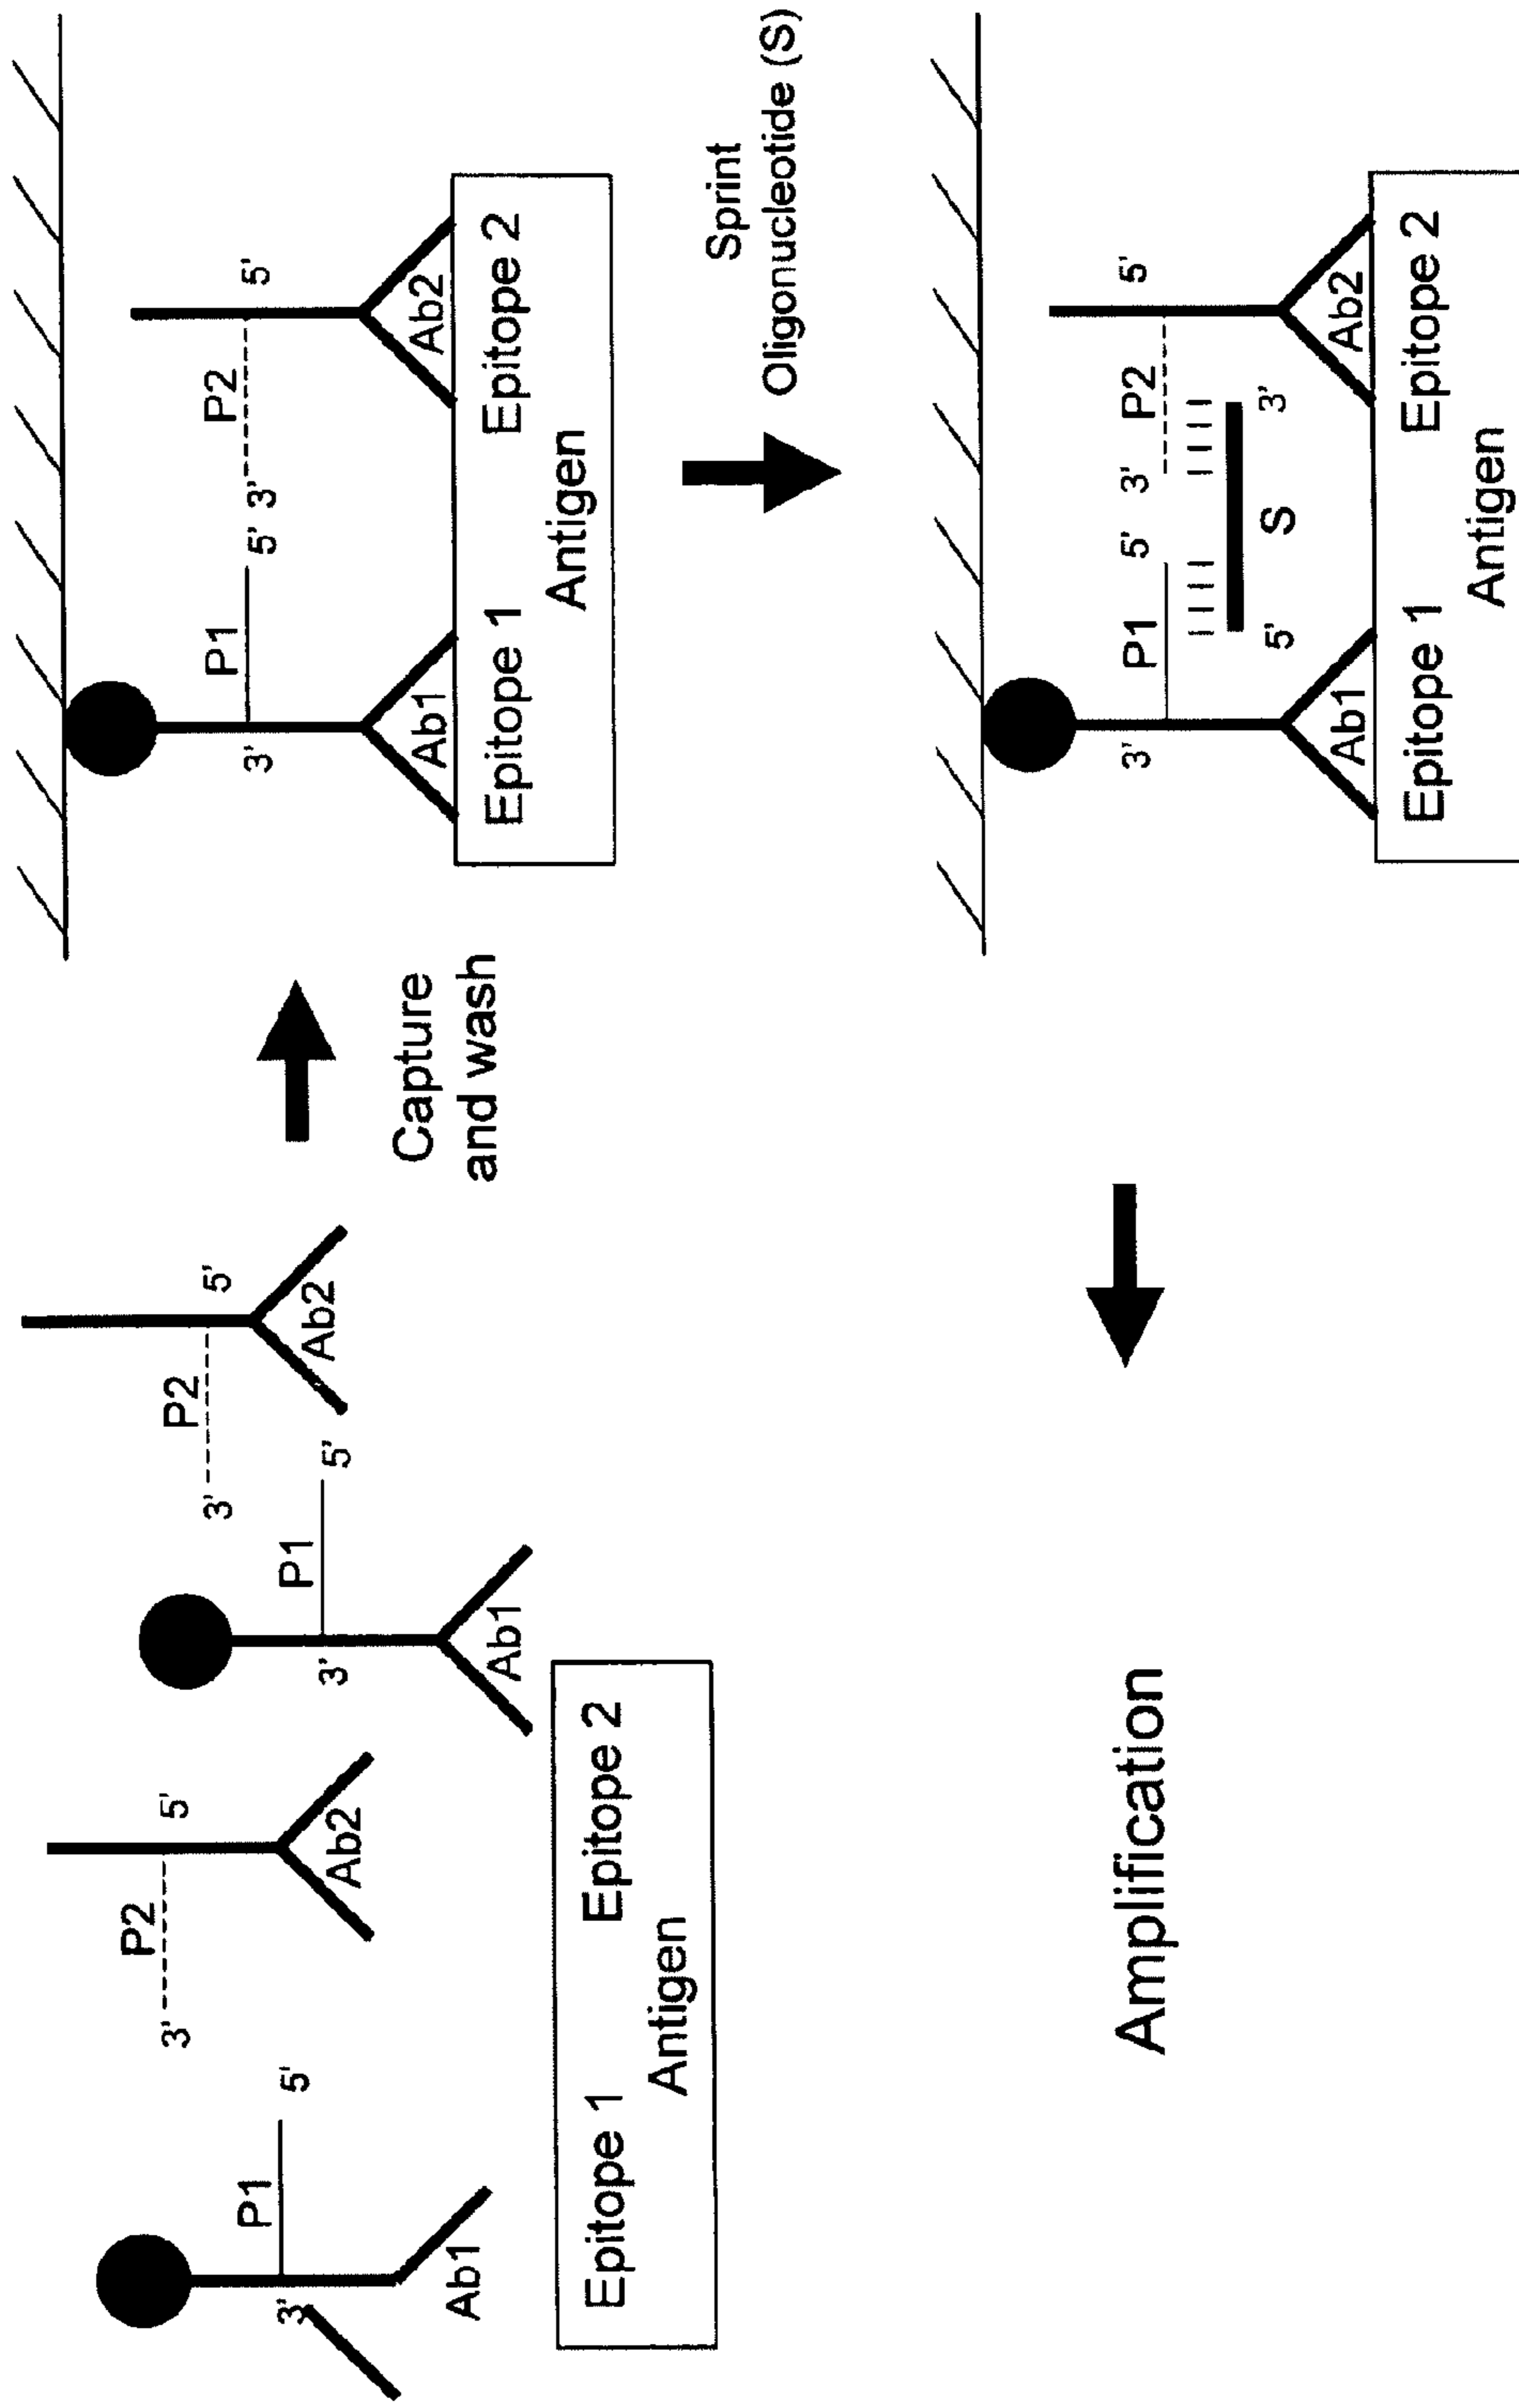 P2
3' 5'
P2
3' 5'
P1
3' 5'
P1
3' 5'
Ab2
Ab2
Ab1
Ab1
Epitope 1 Epitope 2
Antigen
Capture
and wash
P1 P2
3' 5' 3' 5'
Ab1 Ab2
Epitope 1 Epitope 2
Antigen
Sprint
Oligonucleotide (S)
P1 P2
3' 5' 3' 5'
5' S 3'
Ab1 Ab2
Epitope 1 Epitope 2
Antigen
Amplification